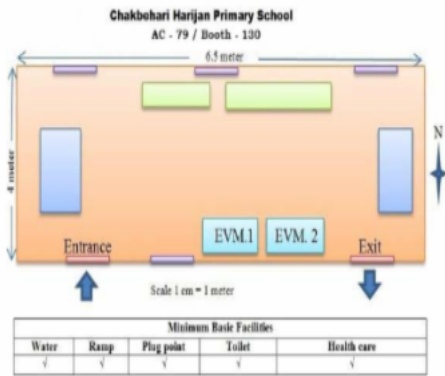 Chakbehari Harijan Primary School
AC - 79 / Booth - 130
6.5 meter
4 meter
N
EVM.1 EVM. 2
Entrance Exit
Scale 1 cm = 1 meter
Minimum Basic Facilities
Water Ramp Plug point Toilet Health care
√ √ √ √ √